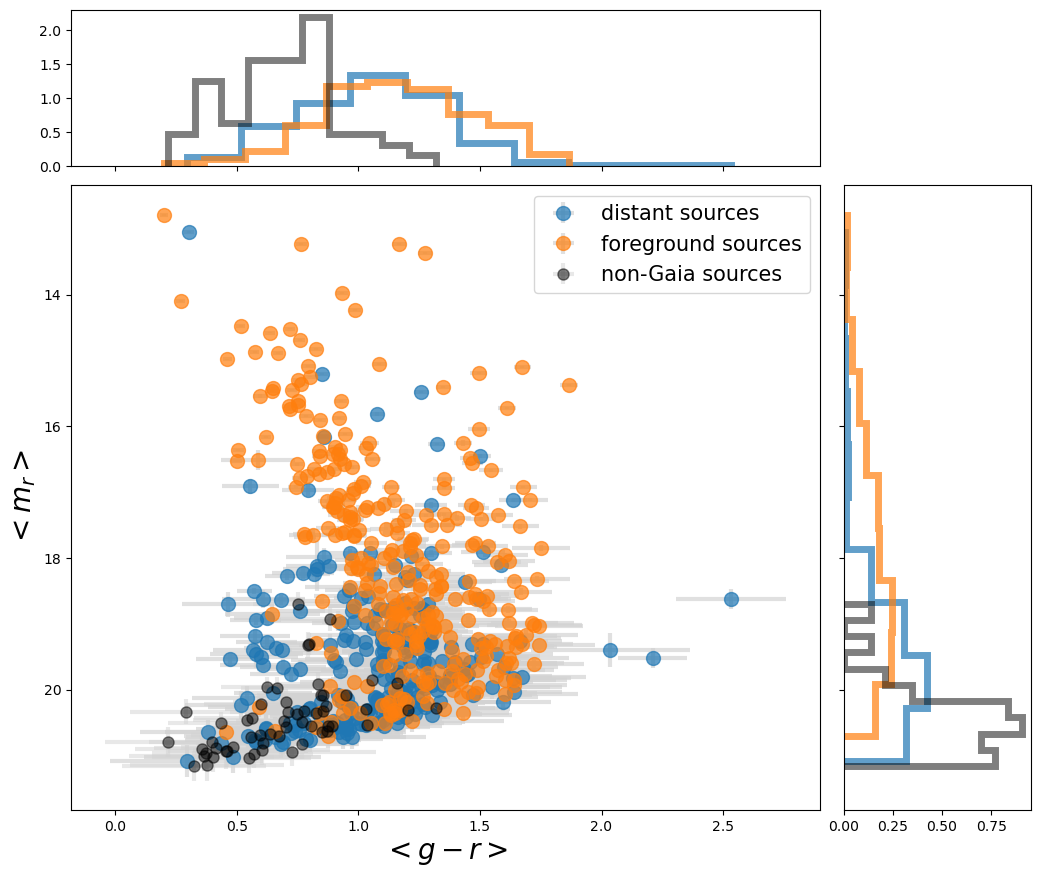 2.0
1.5
1.0
0.5
0.0
distant sources
foreground sources
non-Gaia sources
14
16
18
20
< m_r >
0.0 0.5 1.0 1.5 2.0 2.5
0.00 0.25 0.50 0.75
< g − r >